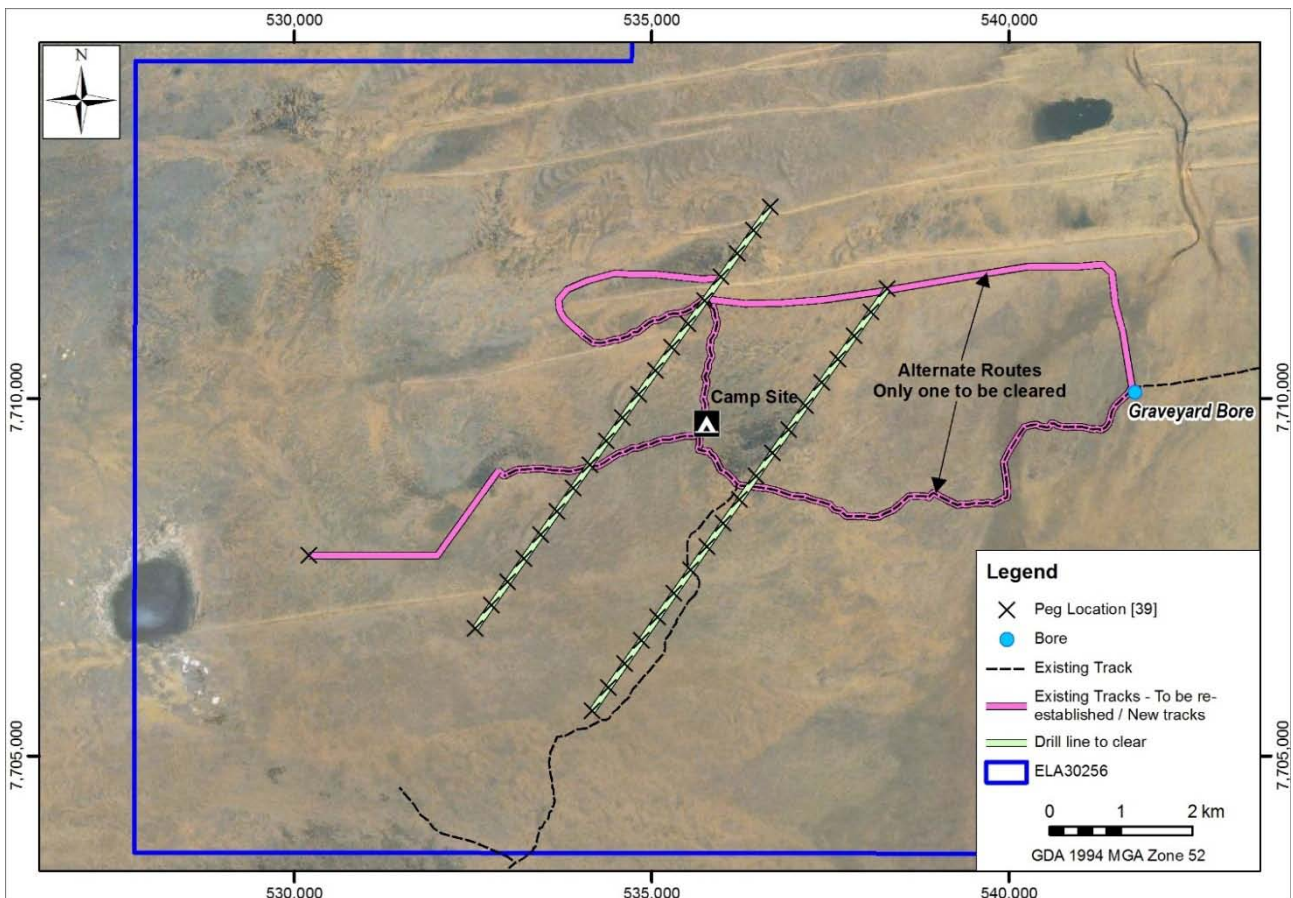 530,000
535,000
540,000
N
7,710,000
7,710,000
Alternate Routes
Only one to be cleared
Camp Site
Graveyard Bore
7,705,000
7,705,000
Legend
Peg Location [39]
Bore
Existing Track
Existing Tracks - To be re-
established / New tracks
Drill line to clear
ELA30256
0 1 2 km
GDA 1994 MGA Zone 52
530,000
535,000
540,000